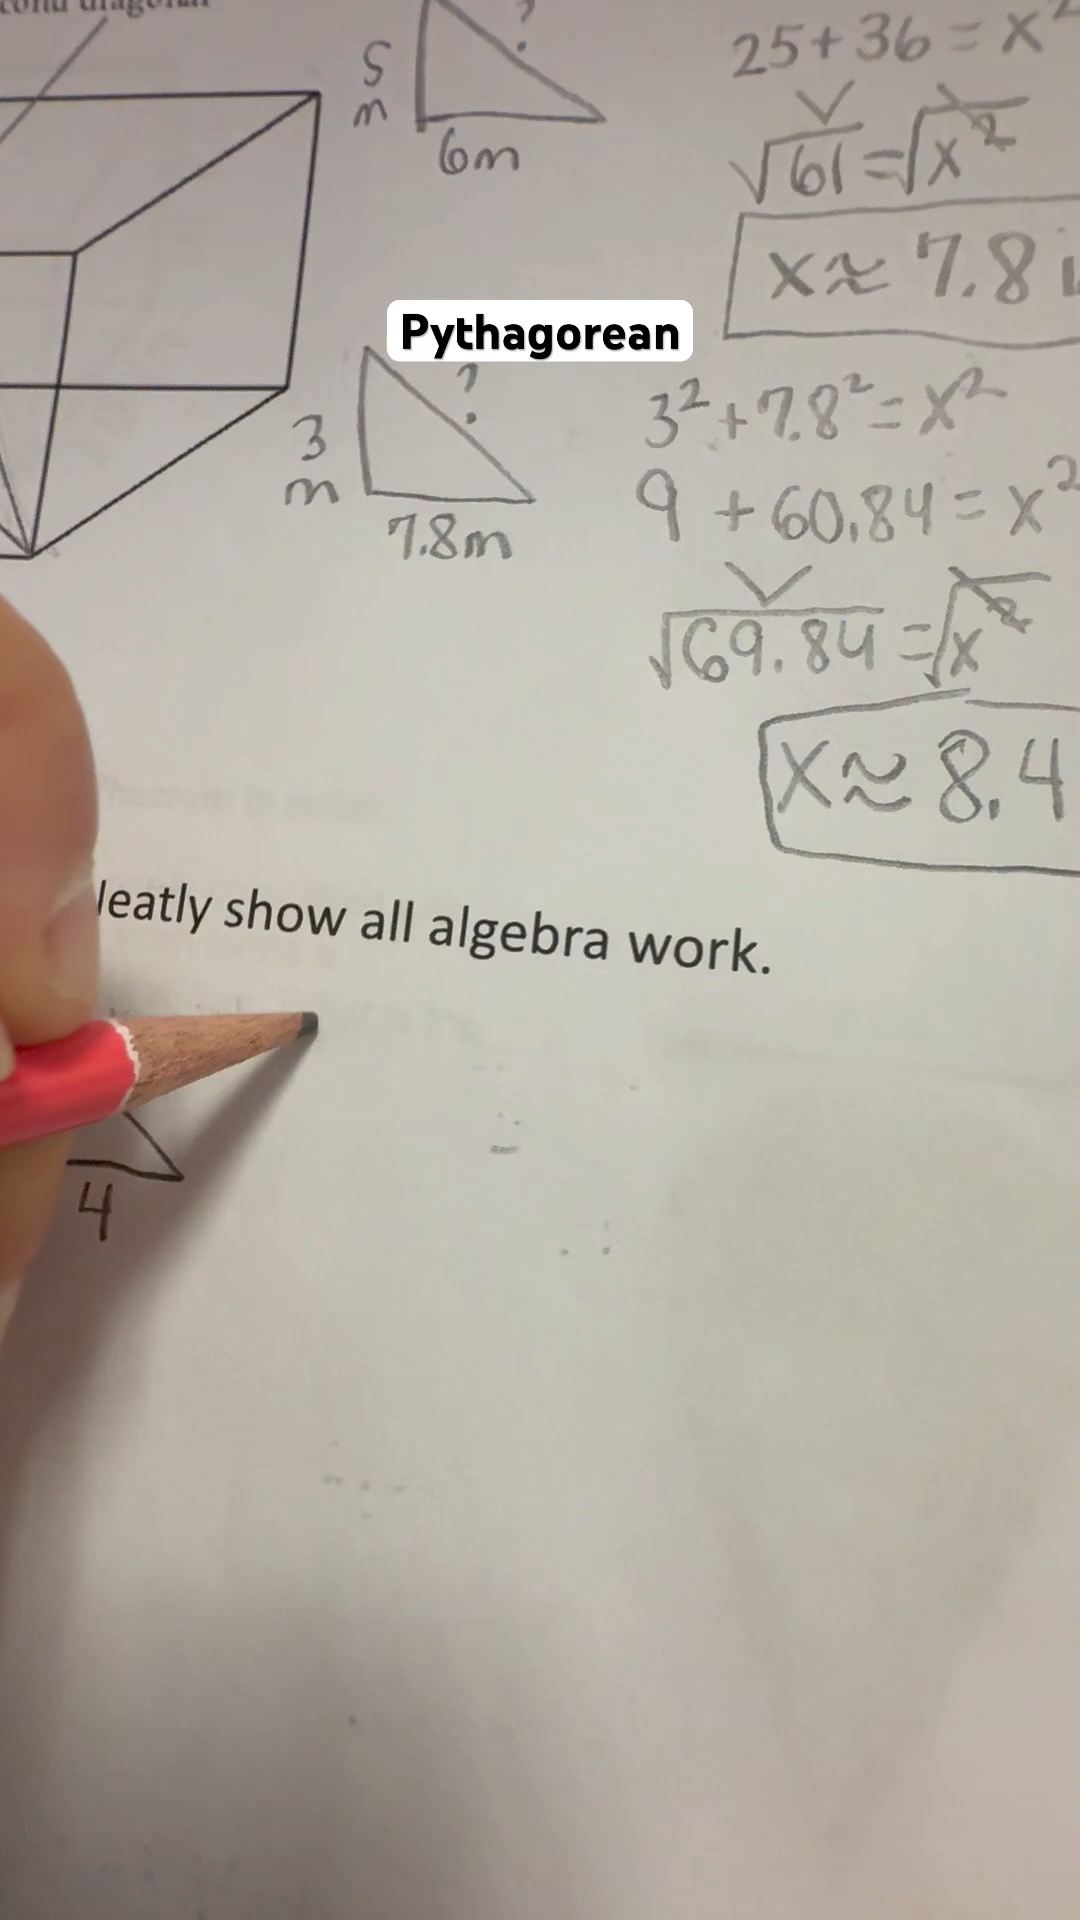 5
m
?
6m
25+36=x²
√61=√x²
x≈7.8
Pythagorean
3
m
?
7.8m
3²+7.8²=x²
9+60.84=x²
√69.84=√x²
x≈8.4
eatly show all algebra work.
4